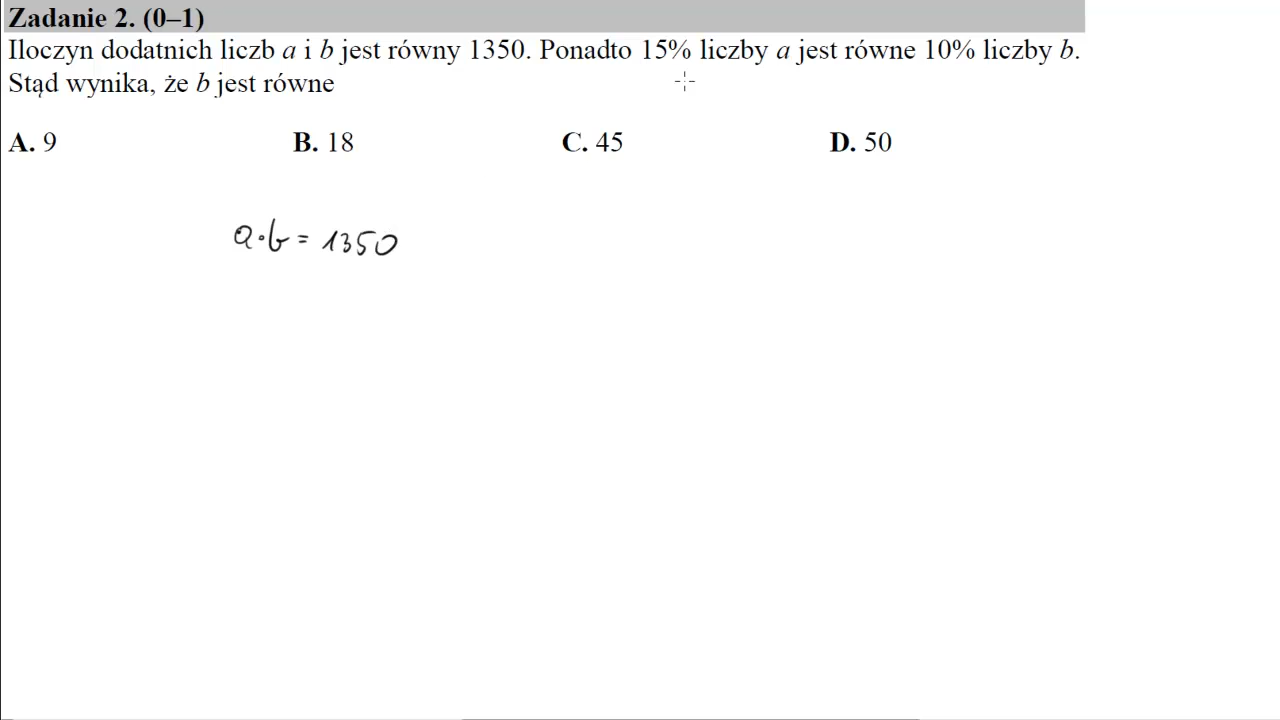 Zadanie 2. (0–1)
Iloczyn dodatnich liczb a i b jest równy 1350. Ponadto 15% liczby a jest równe 10% liczby b.
Stąd wynika, że b jest równe
A. 9 B. 18 C. 45 D. 50
a·b = 1350